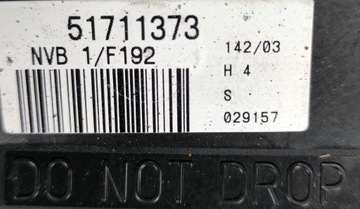 51711373
NVB 1/F192
142/03
H 4
S
029157
DO NOT DROP